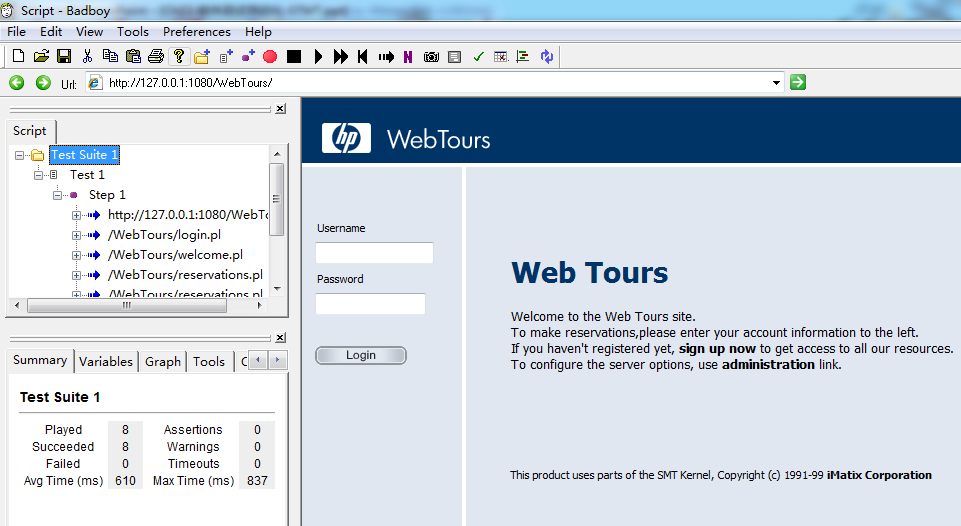 Script - Badboy
File Edit View Tools Preferences Help
N
Url: http://127.0.0.1:1080/WebTours/
Script
Test Suite 1
Test 1
Step 1
http://127.0.0.1:1080/WebTo
/WebTours/login.pl
/WebTours/welcome.pl
/WebTours/reservations.pl
/WebTours/reservations.pl
Summary Variables Graph Tools C
Test Suite 1
Played 8 Assertions 0
Succeeded 8 Warnings 0
Failed 0 Timeouts 0
Avg Time (ms) 610 Max Time (ms) 837
hp WebTours
Username
Password
Login
Web Tours
Welcome to the Web Tours site.
To make reservations,please enter your account information to the left.
If you haven't registered yet, sign up now to get access to all our resources.
To configure the server options, use administration link.
This product uses parts of the SMT Kernel, Copyright (c) 1991-99 iMatix Corporation